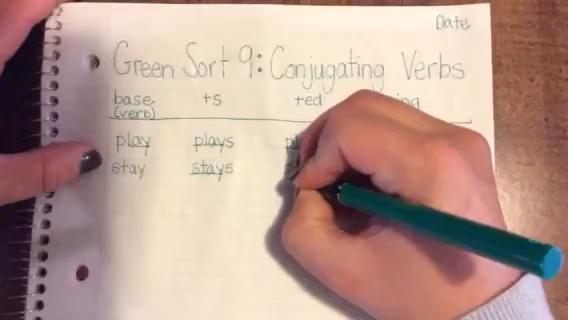 Date
Green Sort 9: Conjugating Verbs
base +s +ed
(verb)
play plays
stay stays